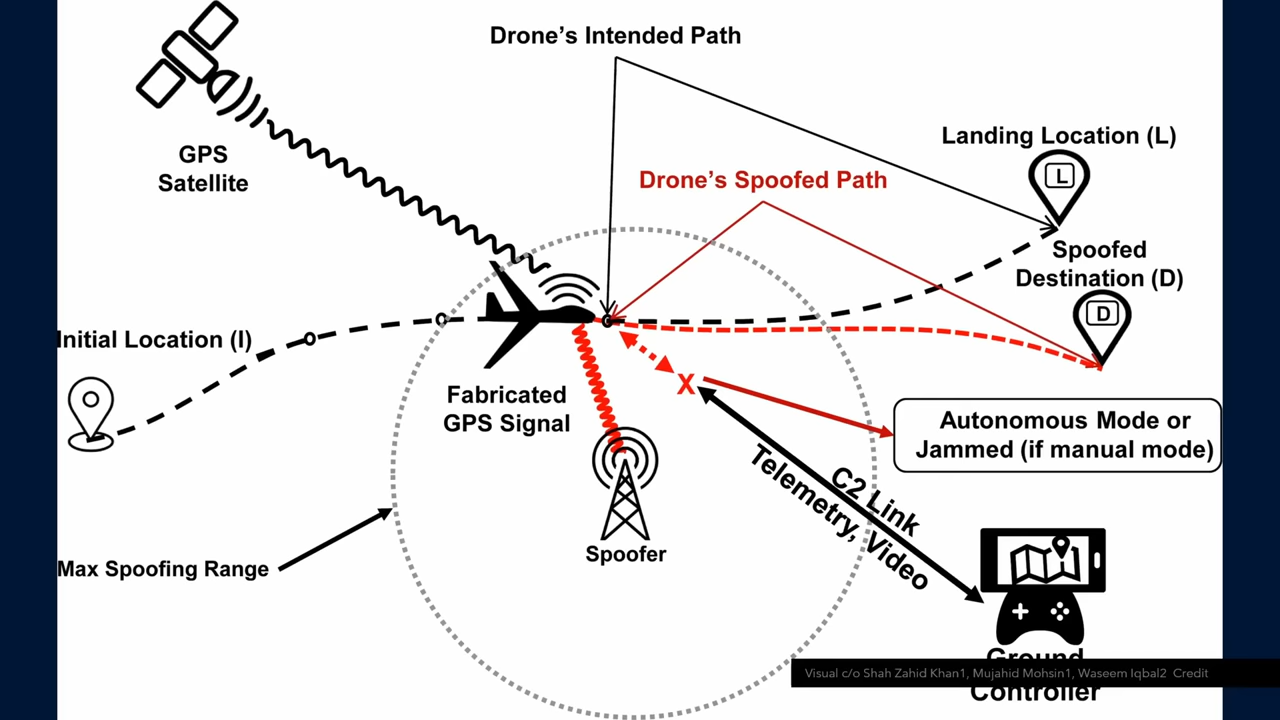 Drone's Intended Path
GPS
Satellite
Landing Location (L)
L
Drone's Spoofed Path
Spoofed
Destination (D)
D
Initial Location (I)
Fabricated
GPS Signal
Autonomous Mode or
Jammed (if manual mode)
X
C2 Link
Telemetry, Video
Spoofer
Max Spoofing Range
Ground
Controller
Visual c/o Shah Zahid Khan1, Mujahid Mohsin1, Waseem Iqbal2 Credit